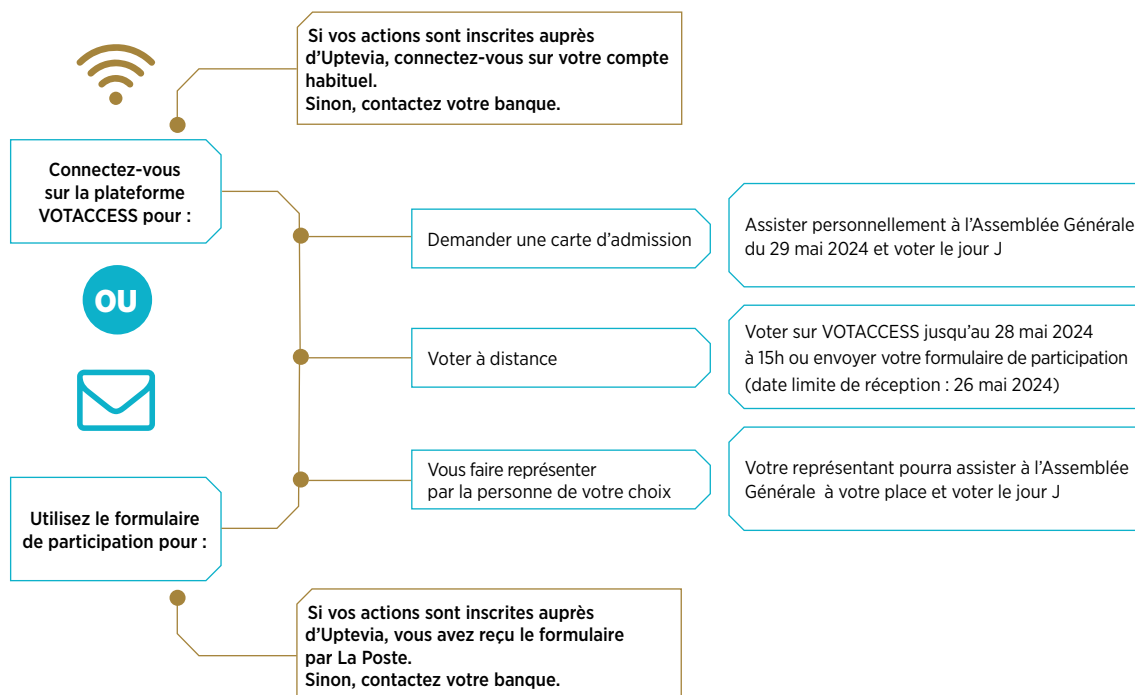 Si vos actions sont inscrites auprès
d'Uptevia, connectez-vous sur votre compte
habituel.
Sinon, contactez votre banque.
Connectez-vous
sur la plateforme
VOTACCESS pour :
Demander une carte d'admission
Assister personnellement à l'Assemblée Générale
du 29 mai 2024 et voter le jour J
OU
Voter à distance
Voter sur VOTACCESS jusqu'au 28 mai 2024
à 15h ou envoyer votre formulaire de participation
(date limite de réception : 26 mai 2024)
Vous faire représenter
par la personne de votre choix
Votre représentant pourra assister à l'Assemblée
Générale à votre place et voter le jour J
Utilisez le formulaire
de participation pour :
Si vos actions sont inscrites auprès
d'Uptevia, vous avez reçu le formulaire
par La Poste.
Sinon, contactez votre banque.